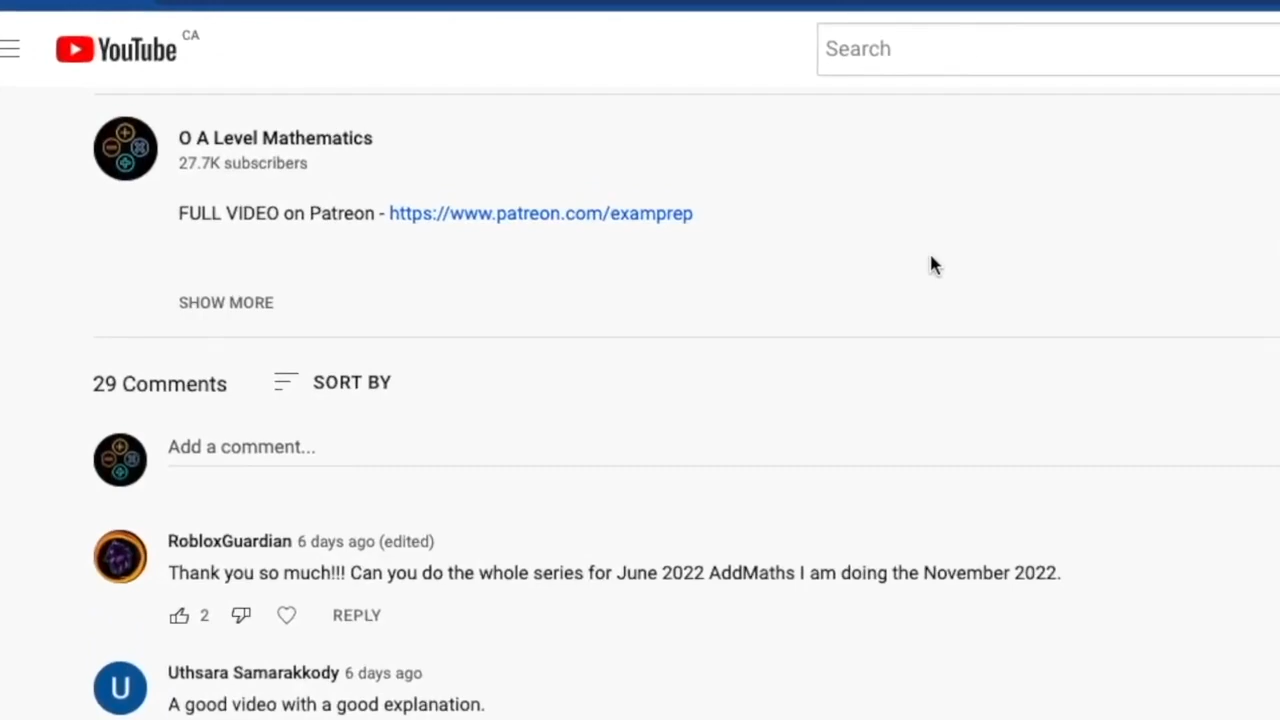 YouTube CA
Search
O A Level Mathematics
27.7K subscribers
FULL VIDEO on Patreon - https://www.patreon.com/examprep
SHOW MORE
29 Comments SORT BY
Add a comment...
RobloxGuardian 6 days ago (edited)
Thank you so much!!! Can you do the whole series for June 2022 AddMaths I am doing the November 2022.
2 REPLY
U
Uthsara Samarakkody 6 days ago
A good video with a good explanation.